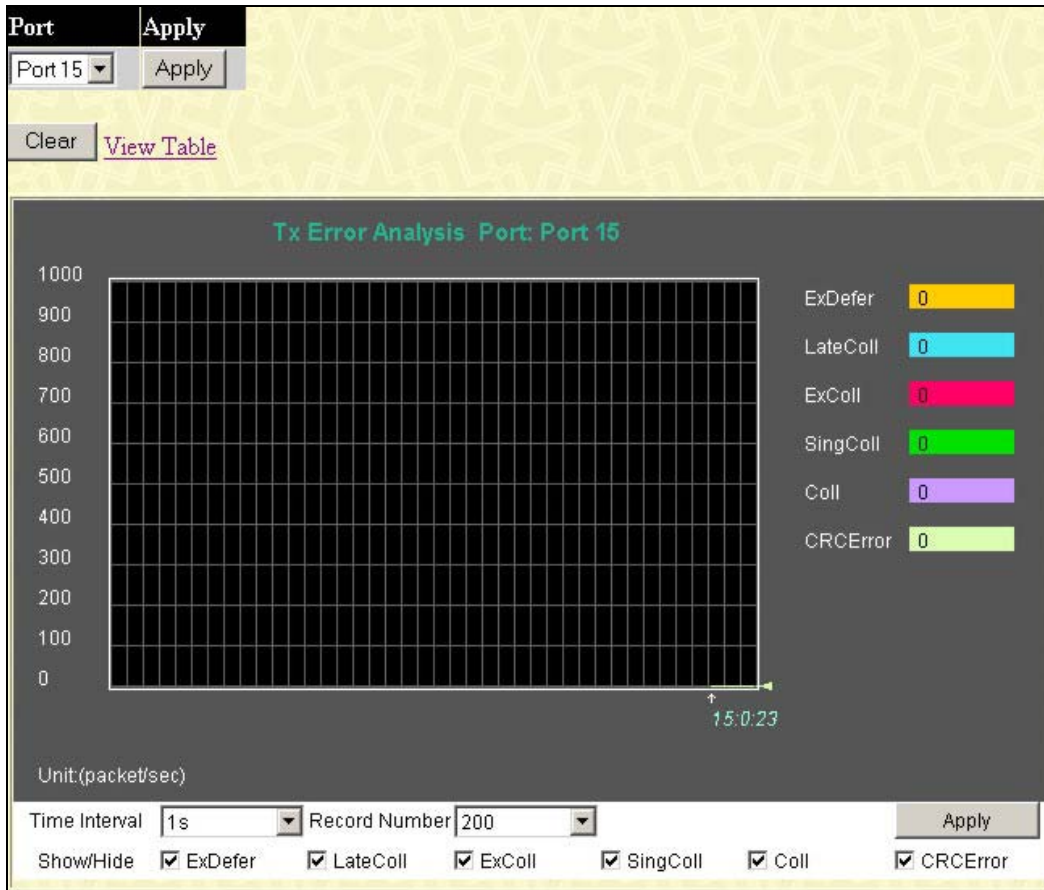 Port Apply
Port 15 Apply
Clear View Table
Tx Error Analysis Port: Port 15
1000
900
800
700
600
500
400
300
200
100
0
ExDefer 0
LateColl 0
ExColl 0
SingColl 0
Coll 0
CRCError 0
15:0:23
Unit:(packet/sec)
Time Interval 1s Record Number 200 Apply
Show/Hide ExDefer LateColl ExColl SingColl Coll CRCError